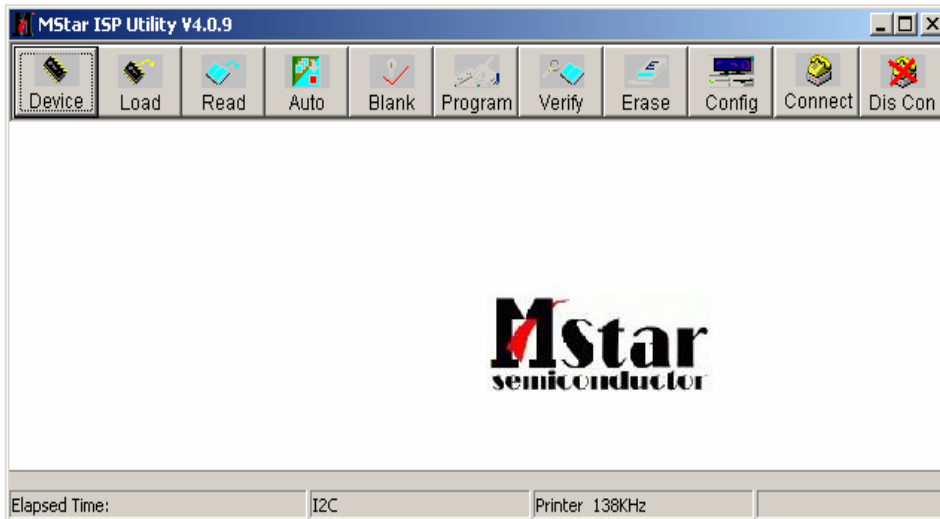 MStar ISP Utility V4.0.9
Device Load Read Auto Blank Program Verify Erase Config Connect Dis Con
MStar
semiconductor
Elapsed Time: I2C Printer 138KHz